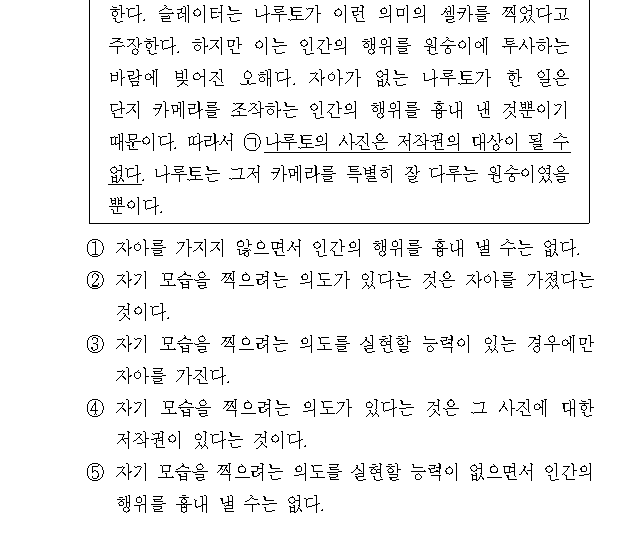 한다. 슬레이터는 나루토가 이런 의미의 셀카를 찍었다고
주장한다. 하지만 이는 인간의 행위를 원숭이에 투사하는
바람에 빚어진 오해다. 자아가 없는 나루토가 한 일은
단지 카메라를 조작하는 인간의 행위를 흉내 낸 것뿐이기
때문이다. 따라서 ㉠나루토의 사진은 저작권의 대상이 될 수
없다. 나루토는 그저 카메라를 특별히 잘 다루는 원숭이였을
뿐이다.
① 자아를 가지지 않으면서 인간의 행위를 흉내 낼 수는 없다.
② 자기 모습을 찍으려는 의도가 있다는 것은 자아를 가졌다는
것이다.
③ 자기 모습을 찍으려는 의도를 실현할 능력이 있는 경우에만
자아를 가진다.
④ 자기 모습을 찍으려는 의도가 있다는 것은 그 사진에 대한
저작권이 있다는 것이다.
⑤ 자기 모습을 찍으려는 의도를 실현할 능력이 없으면서 인간의
행위를 흉내 낼 수는 없다.